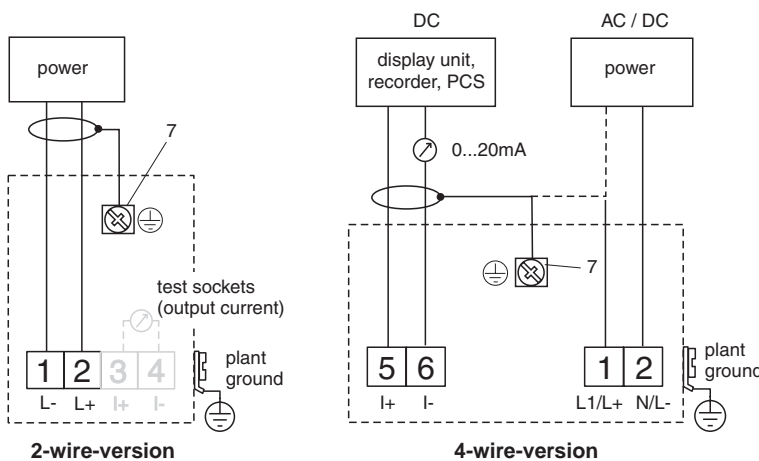 power
7
test sockets
(output current)
1 2 3 4
L- L+ I+ I-
plant
ground
2-wire-version
DC
AC / DC
display unit,
recorder, PCS
power
0...20mA
7
5 6
I+ I-
1 2
L1/L+ N/L-
plant
ground
4-wire-version